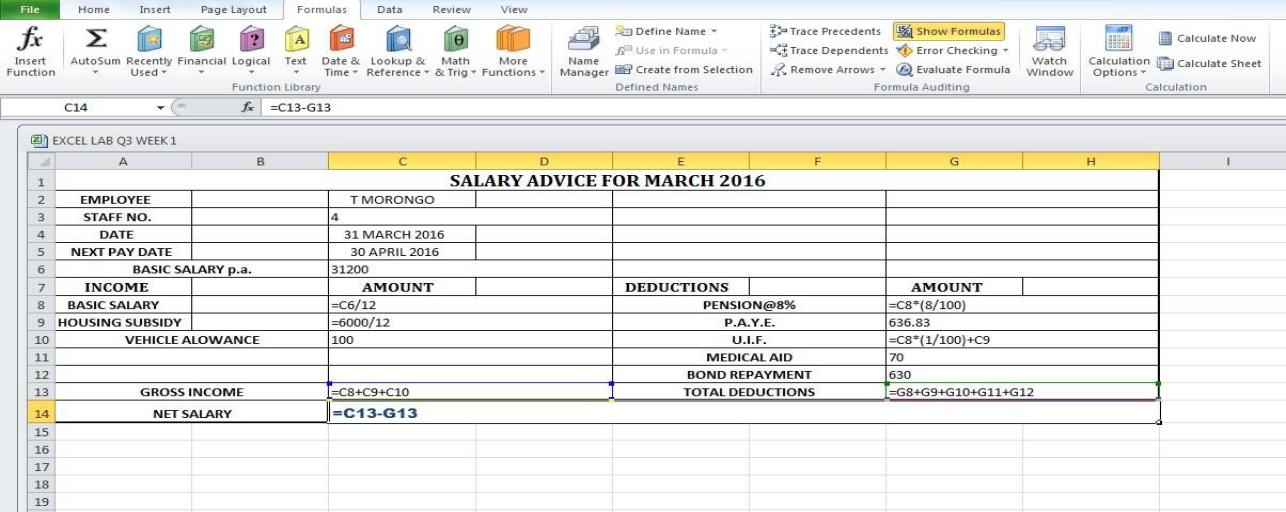 File Home Insert Page Layout Formulas Data Review View
fx Σ ? A θ Define Name Trace Precedents Show Formulas Calculate Now
Use in Formula Trace Dependents Error Checking
Insert Function AutoSum Recently Used Financial Logical Text Date & Time Lookup & Reference Math & Trig More Functions Name Manager Create from Selection Remove Arrows Evaluate Formula Watch Window Calculation Options Calculate Sheet
Function Library Defined Names Formula Auditing Calculation
C14 fx =C13-G13
EXCEL LAB Q3 WEEK 1
A B C D E F G H I
1 SALARY ADVICE FOR MARCH 2016
2 EMPLOYEE T MORONGO
3 STAFF NO. 4
4 DATE 31 MARCH 2016
5 NEXT PAY DATE 30 APRIL 2016
6 BASIC SALARY p.a. 31200
7 INCOME AMOUNT DEDUCTIONS AMOUNT
8 BASIC SALARY =C6/12 PENSION@8% =C8*(8/100)
9 HOUSING SUBSIDY =6000/12 P.A.Y.E. 636.83
10 VEHICLE ALOWANCE 100 U.I.F. =C8*(1/100)+C9
11 MEDICAL AID 70
12 BOND REPAYMENT 630
13 GROSS INCOME =C8+C9+C10 TOTAL DEDUCTIONS =G8+G9+G10+G11+G12
14 NET SALARY =C13-G13
15
16
17
18
19